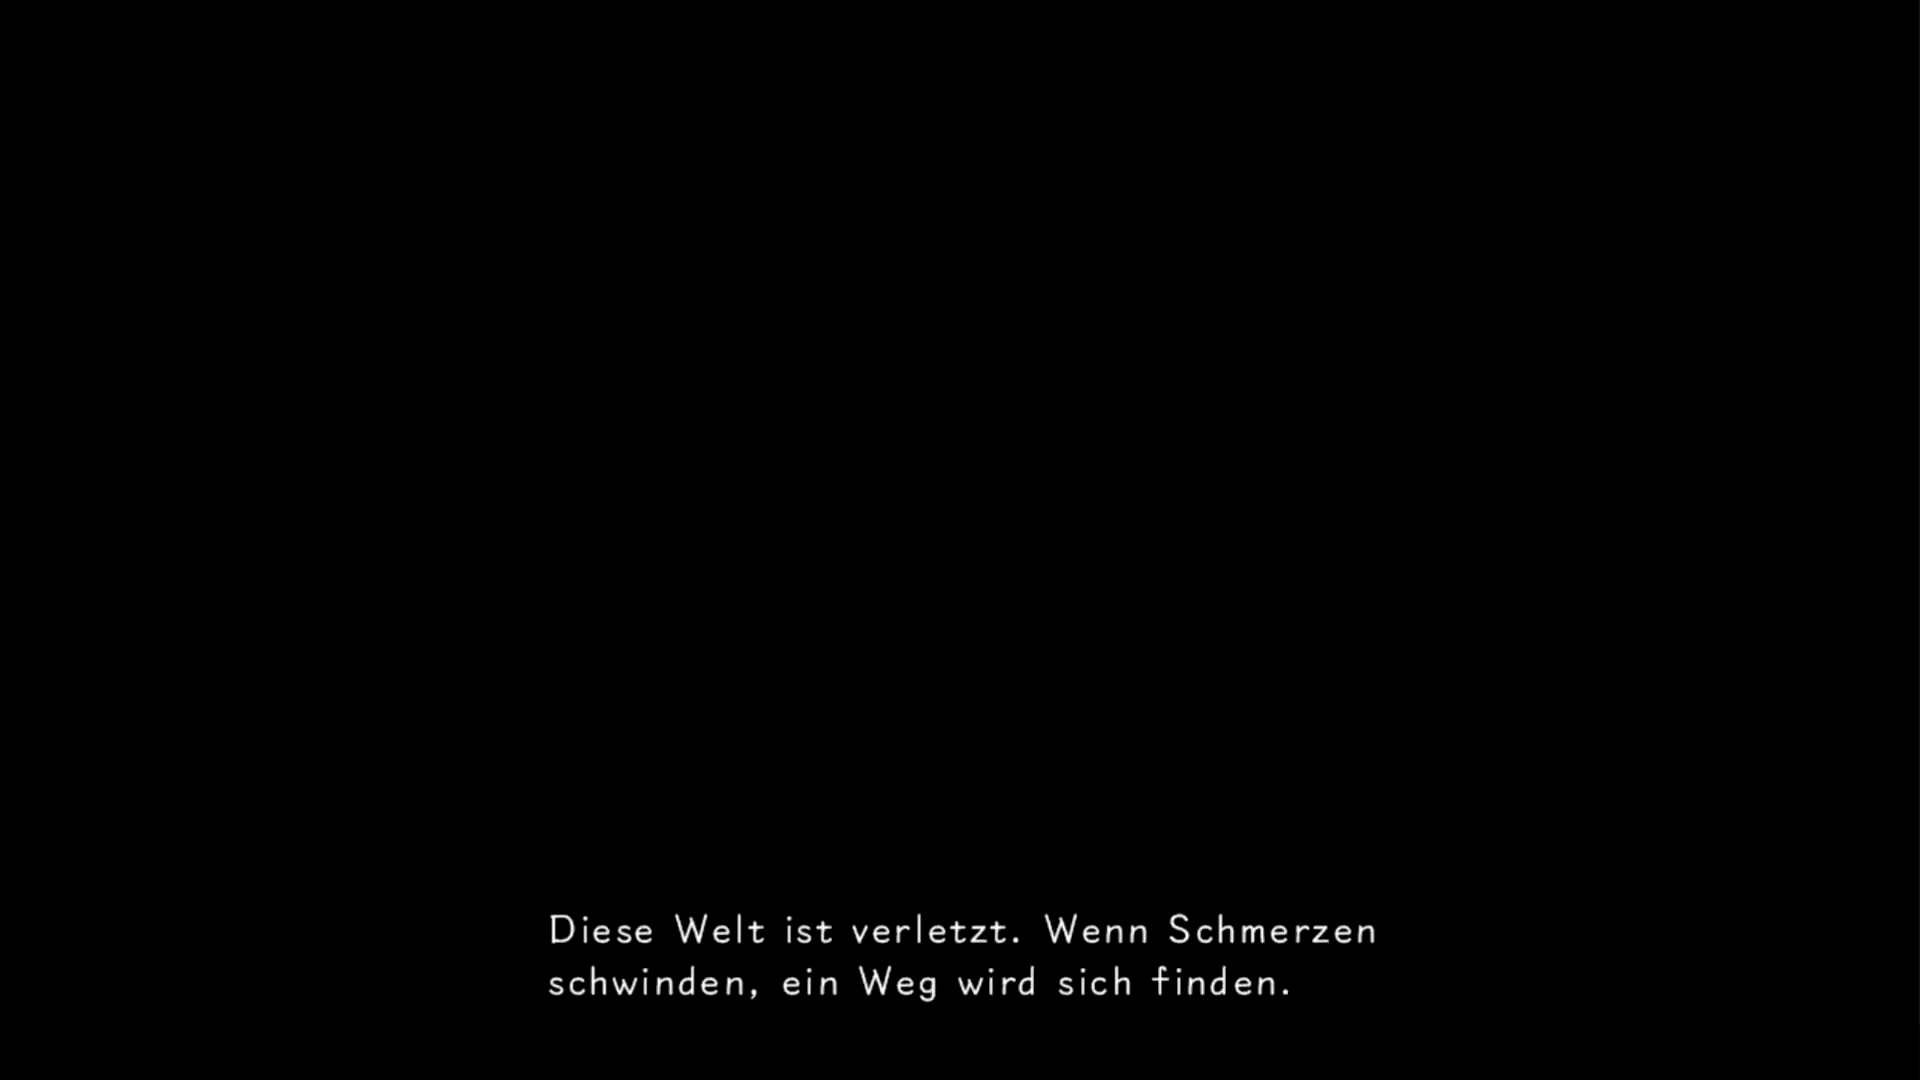 Diese Welt ist verletzt. Wenn Schmerzen
schwinden, ein Weg wird sich finden.